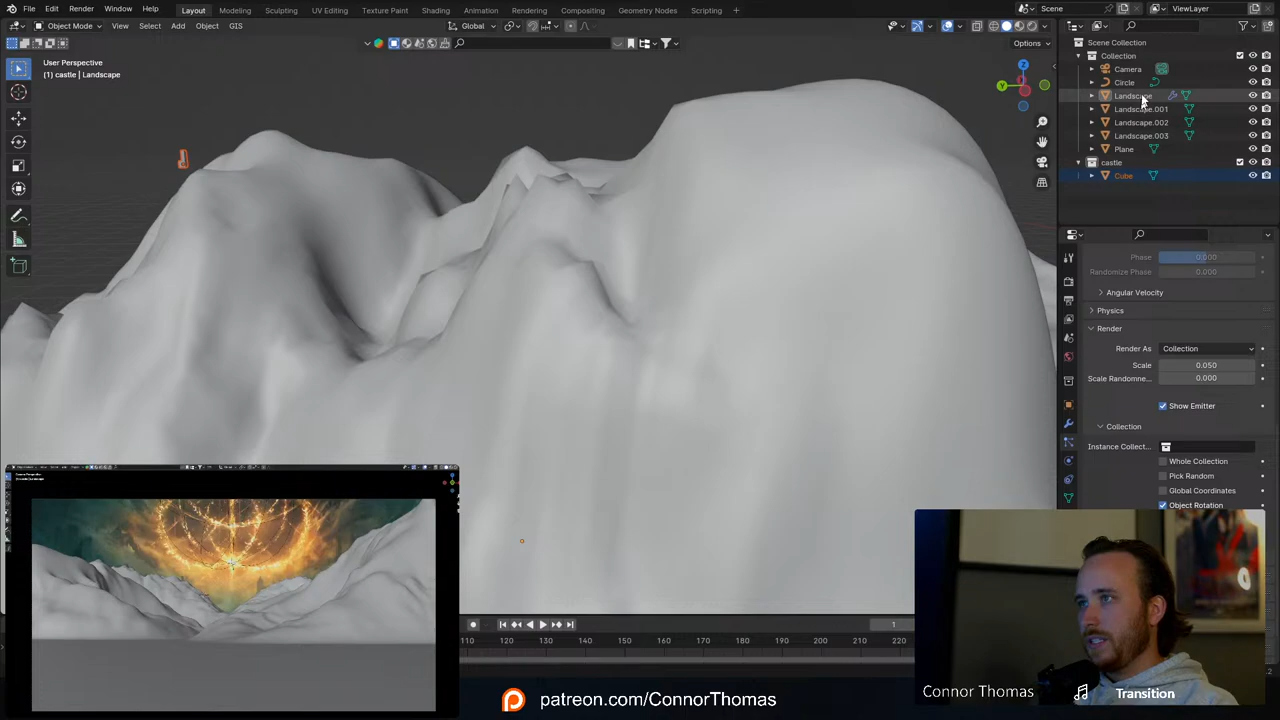 File Edit Render Window Help Layout Modeling Sculpting UV Editing Texture Paint Shading Animation Rendering Compositing Geometry Nodes Scripting Scene ViewLayer
Object Mode View Select Add Object GIS Global
Options
User Perspective
(1) castle | Landscape
Z
Y
Scene Collection
Collection
Camera
Circle
Landscape
Landscape.001
Landscape.002
Landscape.003
Plane
castle
Cube
Phase 0.000
Randomize Phase 0.000
Angular Velocity
Physics
Render
Render As Collection
Scale 0.050
Scale Randomne... 0.000
Show Emitter
Collection
Instance Collect...
Whole Collection
Pick Random
Global Coordinates
Object Rotation
1
110 120 130 140 150 160 170 180 190 200 210 220
patreon.com/ConnorThomas
Connor Thomas
Transition